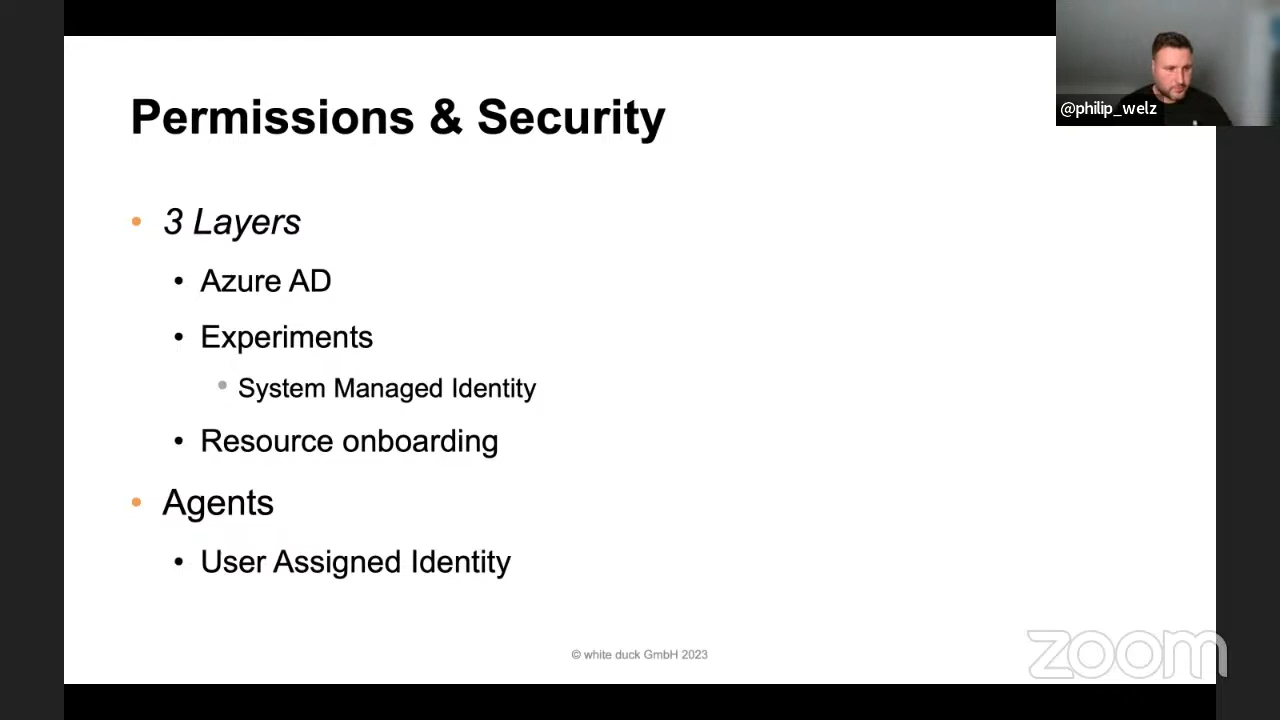 Permissions & Security
@philip_welz
• 3 Layers
• Azure AD
• Experiments
• System Managed Identity
• Resource onboarding
• Agents
• User Assigned Identity
© white duck GmbH 2023
zoom